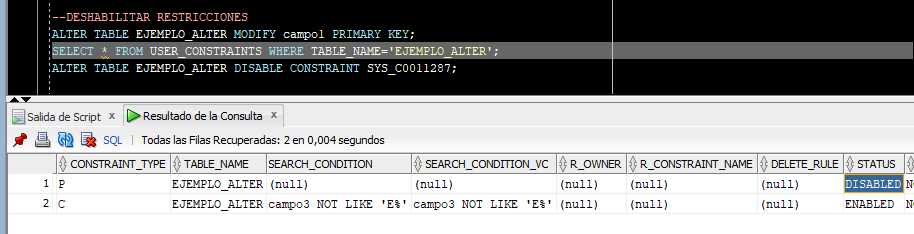 --DESHABILITAR RESTRICCIONES
ALTER TABLE EJEMPLO_ALTER MODIFY campo1 PRIMARY KEY;
SELECT * FROM USER_CONSTRAINTS WHERE TABLE_NAME='EJEMPLO_ALTER';
ALTER TABLE EJEMPLO_ALTER DISABLE CONSTRAINT SYS_C0011287;
Salida de Script x Resultado de la Consulta x
SQL | Todas las Filas Recuperadas: 2 en 0,004 segundos
CONSTRAINT_TYPE TABLE_NAME SEARCH_CONDITION SEARCH_CONDITION_VC R_OWNER R_CONSTRAINT_NAME DELETE_RULE STATUS
1 P EJEMPLO_ALTER (null) (null) (null) (null) (null) DISABLED NO
2 C EJEMPLO_ALTER campo3 NOT LIKE 'E%' campo3 NOT LIKE 'E%' (null) (null) (null) ENABLED